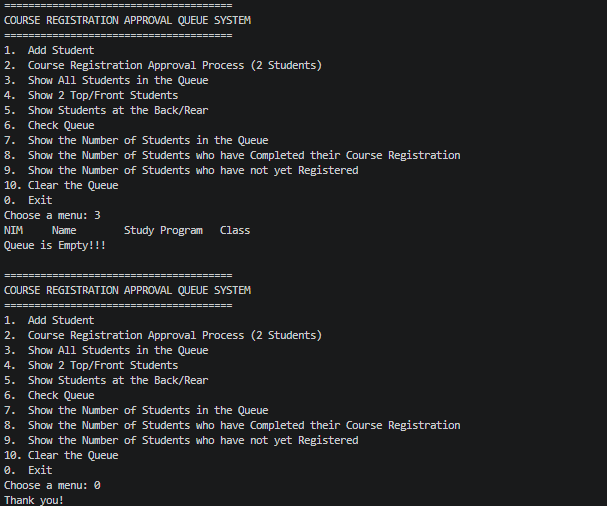 ======================================
COURSE REGISTRATION APPROVAL QUEUE SYSTEM
======================================
1.  Add Student
2.  Course Registration Approval Process (2 Students)
3.  Show All Students in the Queue
4.  Show 2 Top/Front Students
5.  Show Students at the Back/Rear
6.  Check Queue
7.  Show the Number of Students in the Queue
8.  Show the Number of Students who have Completed their Course Registration
9.  Show the Number of Students who have not yet Registered
10. Clear the Queue
0.  Exit
Choose a menu: 3
NIM     Name        Study Program   Class
Queue is Empty!!!

======================================
COURSE REGISTRATION APPROVAL QUEUE SYSTEM
======================================
1.  Add Student
2.  Course Registration Approval Process (2 Students)
3.  Show All Students in the Queue
4.  Show 2 Top/Front Students
5.  Show Students at the Back/Rear
6.  Check Queue
7.  Show the Number of Students in the Queue
8.  Show the Number of Students who have Completed their Course Registration
9.  Show the Number of Students who have not yet Registered
10. Clear the Queue
0.  Exit
Choose a menu: 0
Thank you!